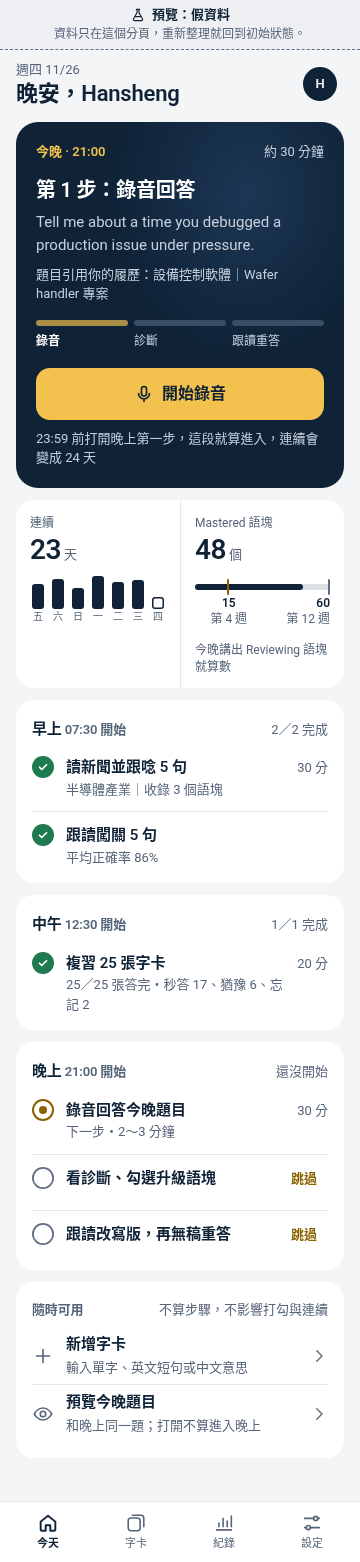 預覽：假資料
資料只在這個分頁，重新整理就回到初始狀態。
週四 11/26
晚安，Hansheng
H
今晚 · 21:00
約 30 分鐘
第 1 步：錄音回答
Tell me about a time you debugged a
production issue under pressure.
題目引用你的履歷：設備控制軟體｜Wafer
handler 專案
錄音
診斷
跟讀重答
開始錄音
23:59 前打開晚上第一步，這段就算進入，連續會
變成 24 天
連續
23 天
五 六 日 一 二 三 四
Mastered 語塊
48 個
15
60
第 4 週
第 12 週
今晚講出 Reviewing 語塊
就算數
早上 07:30 開始
2／2 完成
讀新聞並跟唸 5 句
30 分
半導體產業｜收錄 3 個語塊
跟讀闖關 5 句
平均正確率 86%
中午 12:30 開始
1／1 完成
複習 25 張字卡
20 分
25／25 張答完・秒答 17、猶豫 6、忘
記 2
晚上 21:00 開始
還沒開始
錄音回答今晚題目
30 分
下一步・2～3 分鐘
看診斷、勾選升級語塊
跳過
跟讀改寫版，再無稿重答
跳過
隨時可用
不算步驟，不影響打勾與連續
新增字卡
輸入單字、英文短句或中文意思
預覽今晚題目
和晚上同一題；打開不算進入晚上
今天
字卡
紀錄
設定